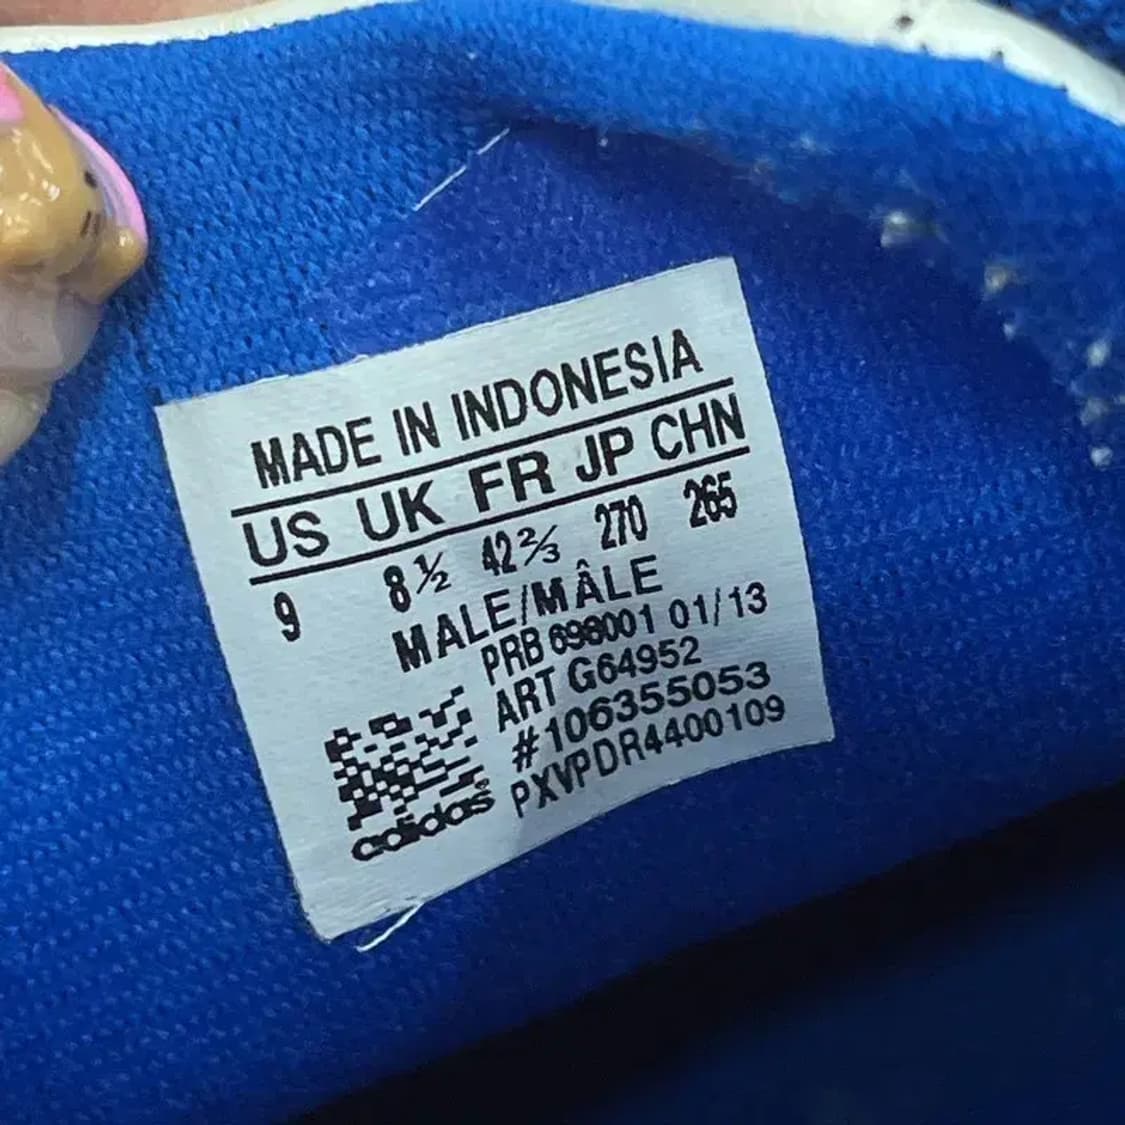 MADE IN INDONESIA
US UK FR JP CHN
9 8½ 42⅔ 270 265
MALE/MÂLE
PRB 698001 01/13
ART G64952
#106355053
PXVPDR4400109
adidas